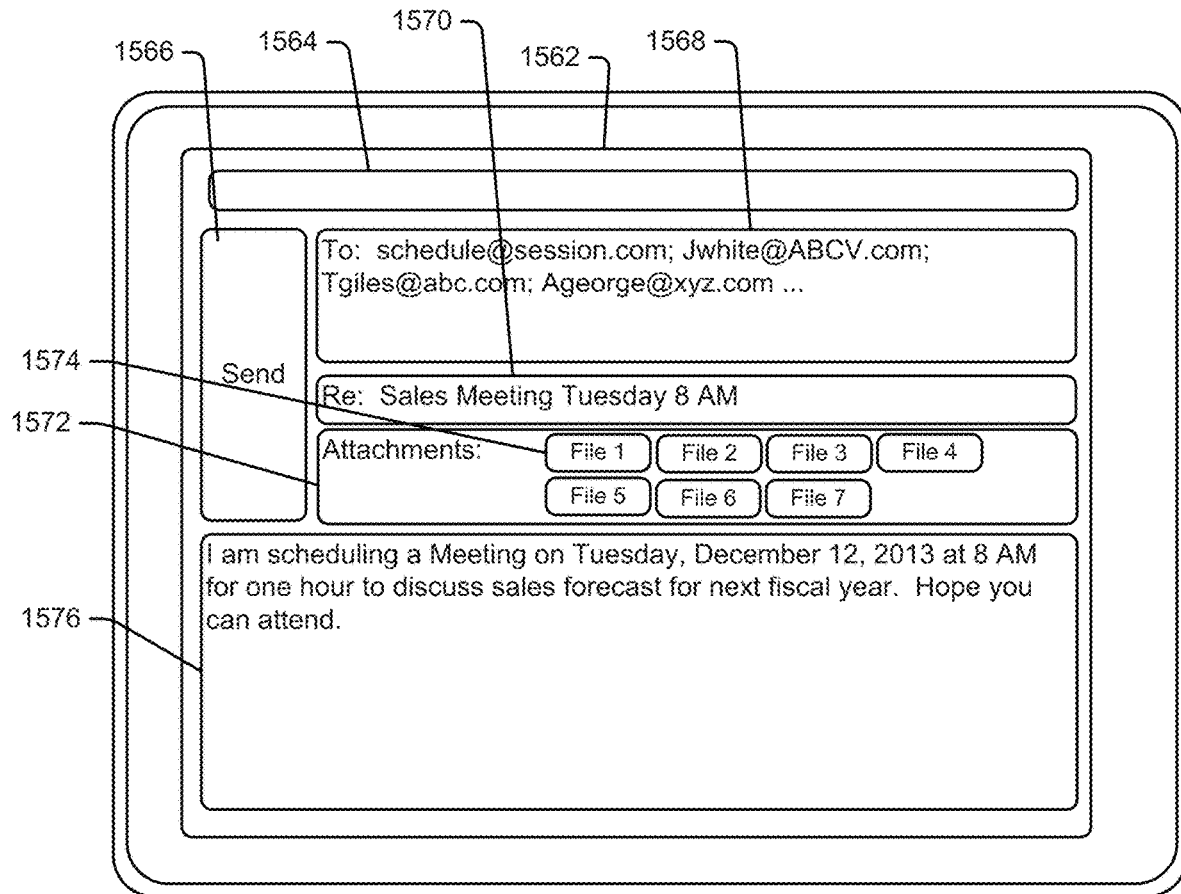 1570
1564
1568
1566
1562
To: schedule@session.com; Jwhite@ABCV.com;
Tgiles@abc.com; Ageorge@xyz.com ...
1574
Send
Re: Sales Meeting Tuesday 8 AM
1572
Attachments:
File 1
File 2
File 3
File 4
File 5
File 6
File 7
I am scheduling a Meeting on Tuesday, December 12, 2013 at 8 AM
for one hour to discuss sales forecast for next fiscal year. Hope you
can attend.
1576